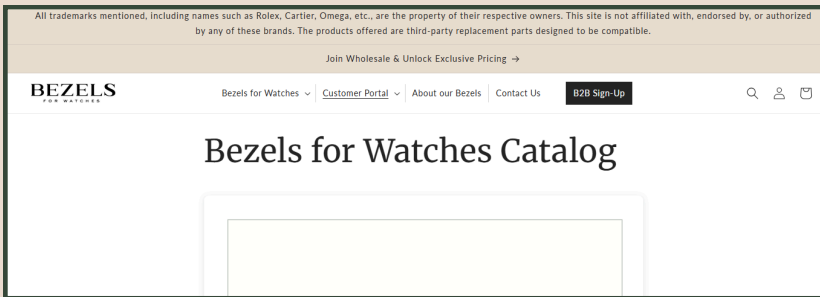 All trademarks mentioned, including names such as Rolex, Cartier, Omega, etc., are the property of their respective owners. This site is not affiliated with, endorsed by, or authorized
by any of these brands. The products offered are third-party replacement parts designed to be compatible.
Join Wholesale & Unlock Exclusive Pricing →
BEZELS
FOR WATCHES
Bezels for Watches
Customer Portal
About our Bezels
Contact Us
B2B Sign-Up
Bezels for Watches Catalog